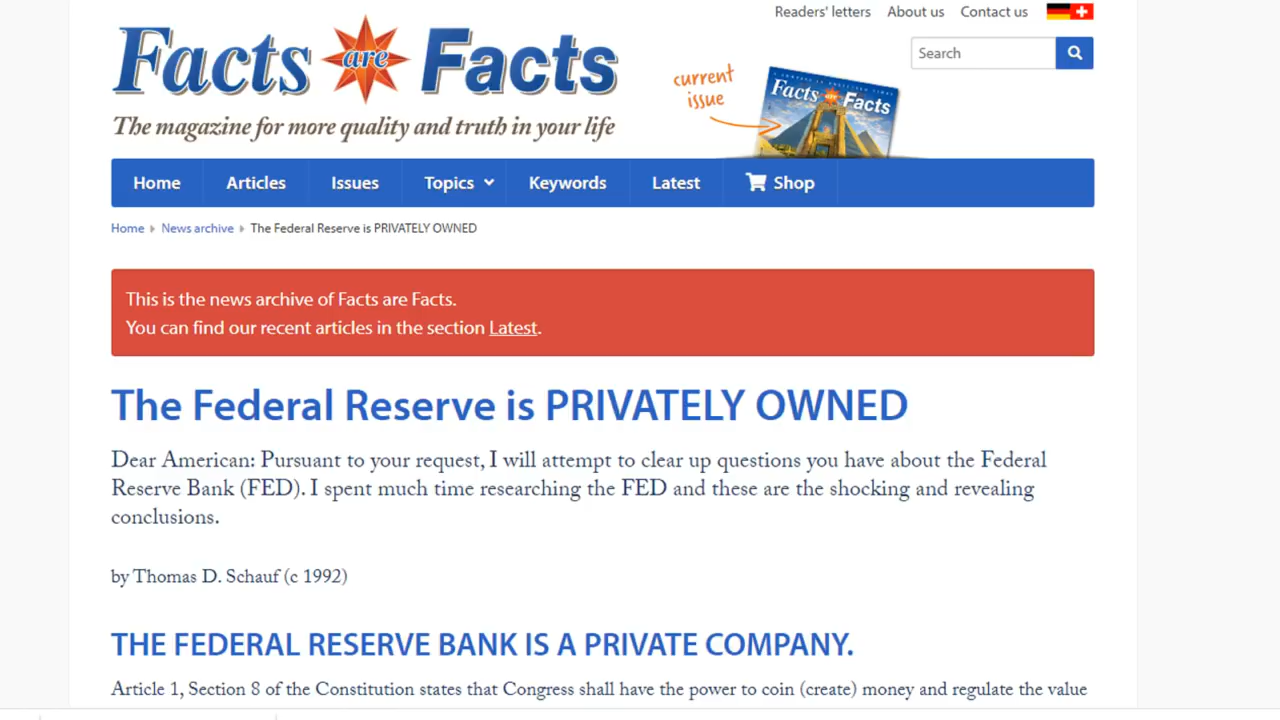 Readers' letters About us Contact us
Facts are Facts
Search
current
issue
Facts are Facts
The magazine for more quality and truth in your life
Home Articles Issues Topics Keywords Latest Shop
Home News archive The Federal Reserve is PRIVATELY OWNED
This is the news archive of Facts are Facts.
You can find our recent articles in the section Latest.
The Federal Reserve is PRIVATELY OWNED
Dear American: Pursuant to your request, I will attempt to clear up questions you have about the Federal
Reserve Bank (FED). I spent much time researching the FED and these are the shocking and revealing
conclusions.
by Thomas D. Schauf (c 1992)
THE FEDERAL RESERVE BANK IS A PRIVATE COMPANY.
Article 1, Section 8 of the Constitution states that Congress shall have the power to coin (create) money and regulate the value